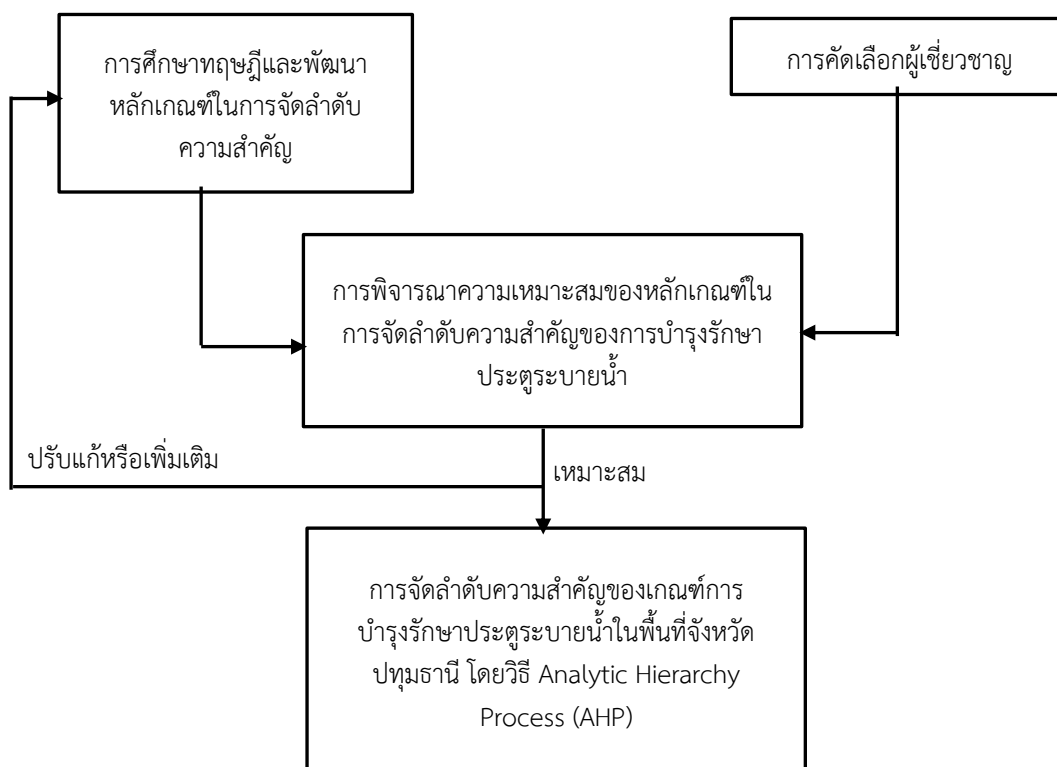 การศึกษาทฤษฎีและพัฒนา
หลักเกณฑ์ในการจัดลำดับ
ความสำคัญ
การคัดเลือกผู้เชี่ยวชาญ
การพิจารณาความเหมาะสมของหลักเกณฑ์ใน
การจัดลำดับความสำคัญของการบำรุงรักษา
ประตูระบายน้ำ
ปรับแก้หรือเพิ่มเติม
เหมาะสม
การจัดลำดับความสำคัญของเกณฑ์การ
บำรุงรักษาประตูระบายน้ำในพื้นที่จังหวัด
ปทุมธานี โดยวิธี Analytic Hierarchy
Process (AHP)